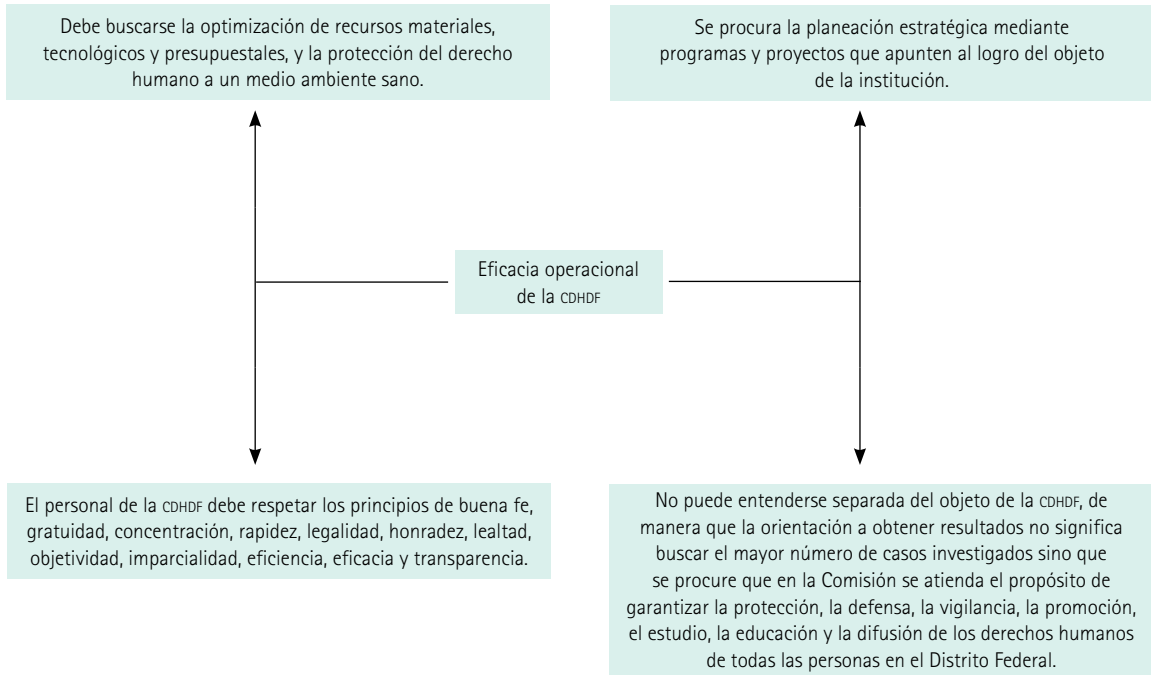 Debe buscarse la optimización de recursos materiales,
tecnológicos y presupuestales, y la protección del derecho
humano a un medio ambiente sano.
Se procura la planeación estratégica mediante
programas y proyectos que apunten al logro del objeto
de la institución.
Eficacia operacional
de la CDHDF
El personal de la CDHDF debe respetar los principios de buena fe,
gratuidad, concentración, rapidez, legalidad, honradez, lealtad,
objetividad, imparcialidad, eficiencia, eficacia y transparencia.
No puede entenderse separada del objeto de la CDHDF, de
manera que la orientación a obtener resultados no significa
buscar el mayor número de casos investigados sino que
se procure que en la Comisión se atienda el propósito de
garantizar la protección, la defensa, la vigilancia, la promoción,
el estudio, la educación y la difusión de los derechos humanos
de todas las personas en el Distrito Federal.